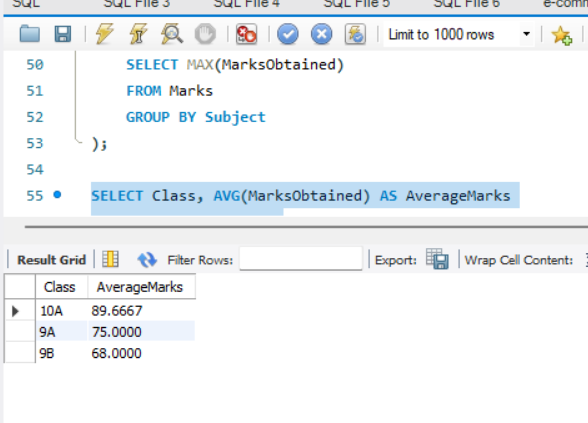 SQL SQL File 3 SQL File 4 SQL File 5 SQL File 6 e-comm
Limit to 1000 rows
50 SELECT MAX(MarksObtained)
51 FROM Marks
52 GROUP BY Subject
53 );
54
55 SELECT Class, AVG(MarksObtained) AS AverageMarks
Result Grid Filter Rows: Export: Wrap Cell Content:
Class AverageMarks
10A 89.6667
9A 75.0000
9B 68.0000